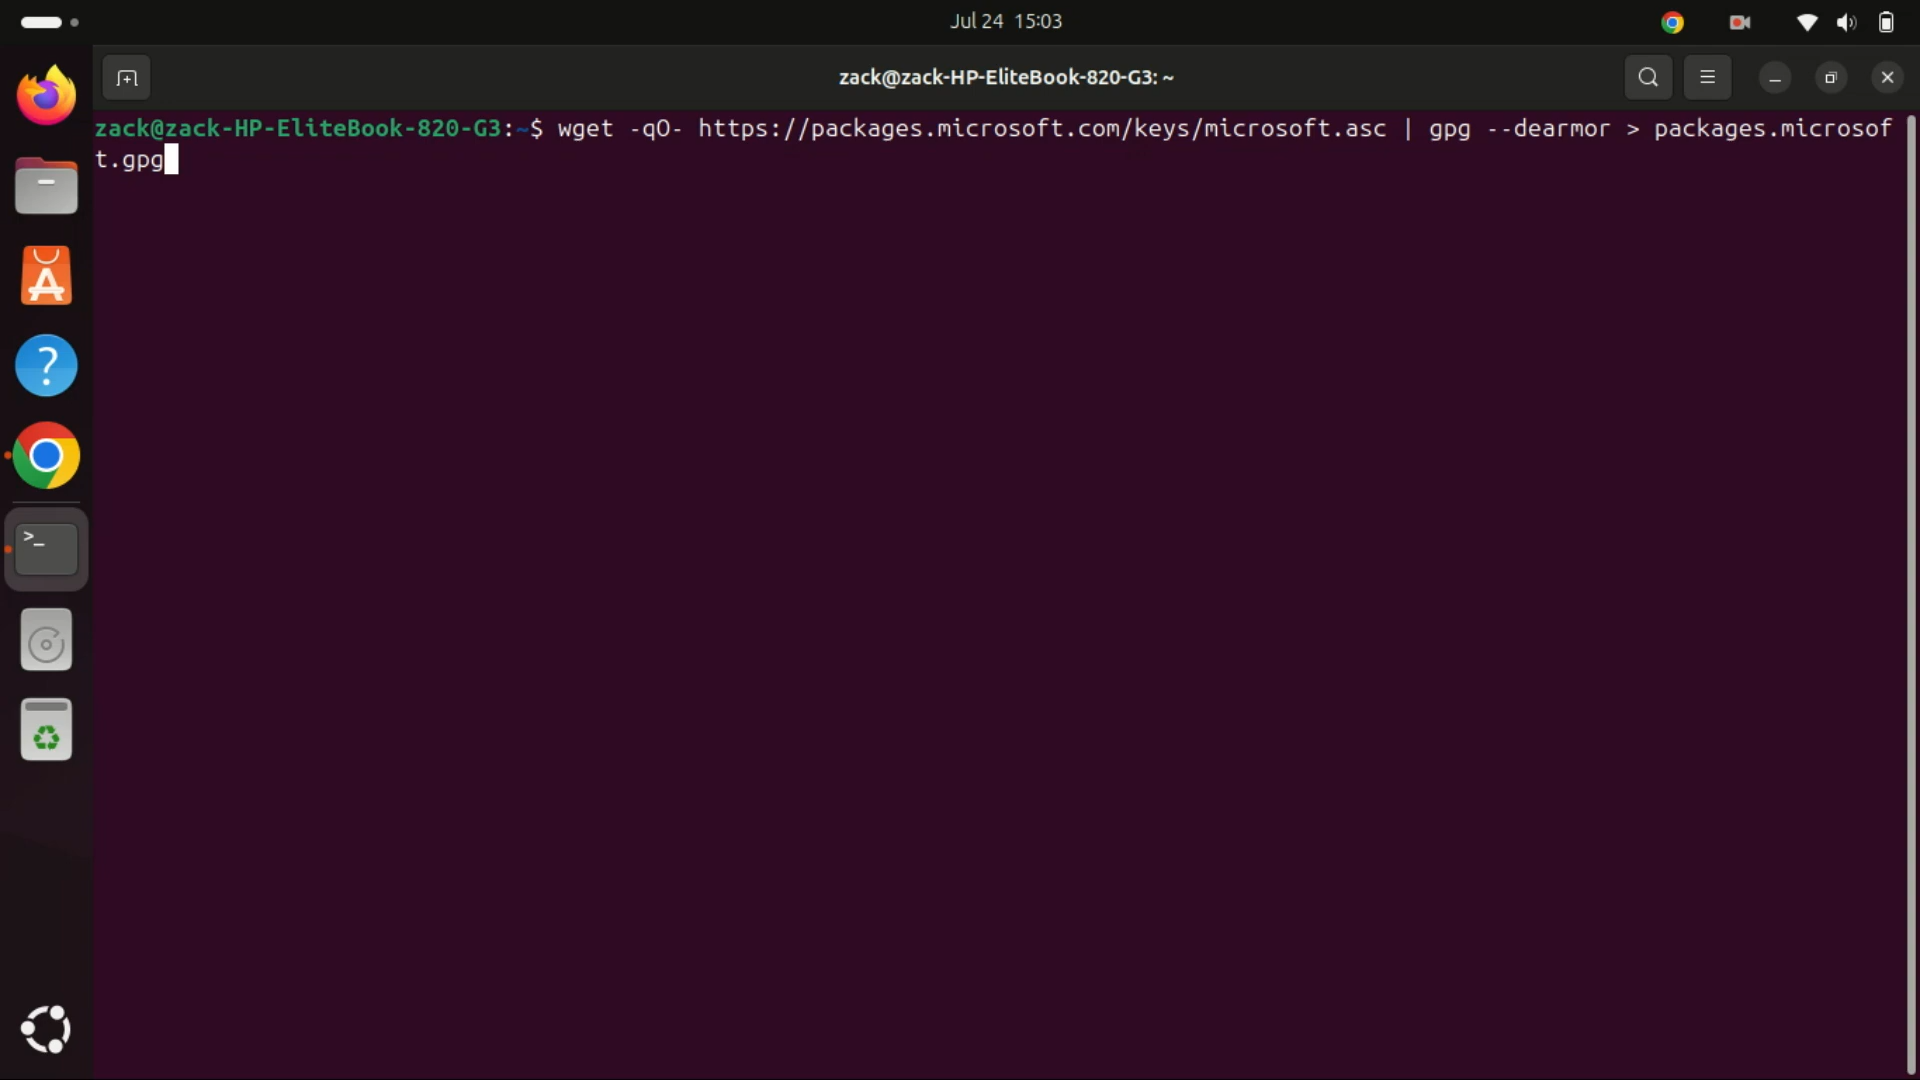 Jul 24 15:03
zack@zack-HP-EliteBook-820-G3: ~
zack@zack-HP-EliteBook-820-G3:~$ wget -qO- https://packages.microsoft.com/keys/microsoft.asc | gpg --dearmor > packages.microsof
t.gpg